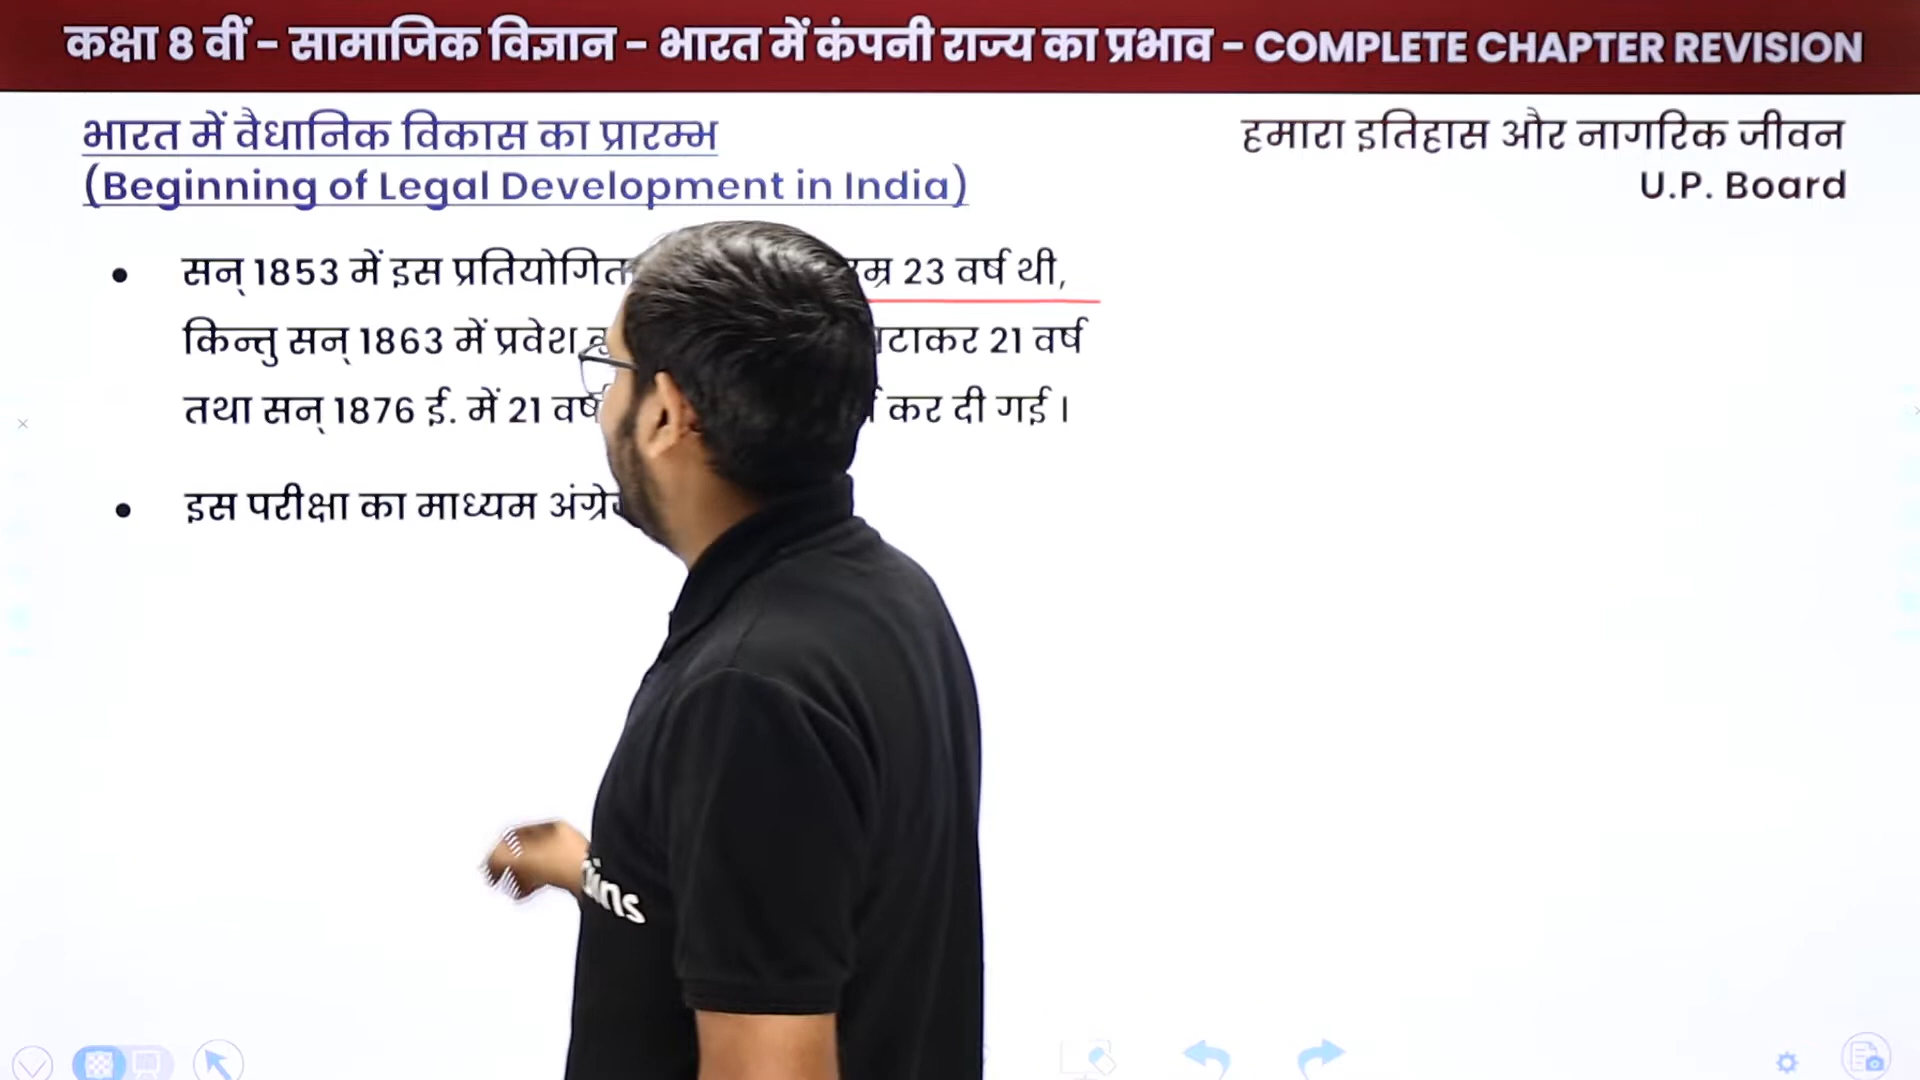 कक्षा 8 वीं - सामाजिक विज्ञान - भारत में कंपनी राज्य का प्रभाव - COMPLETE CHAPTER REVISION
भारत में वैधानिक विकास का प्रारम्भ
(Beginning of Legal Development in India)
हमारा इतिहास और नागरिक जीवन
U.P. Board
• सन् 1853 में इस 23 वर्ष थी,
किन्तु सन् 1863 में प्रवेश 21 वर्ष
तथा सन् 1876 ई. में 21 कर दी गई ।
• इस परीक्षा का माध्यम